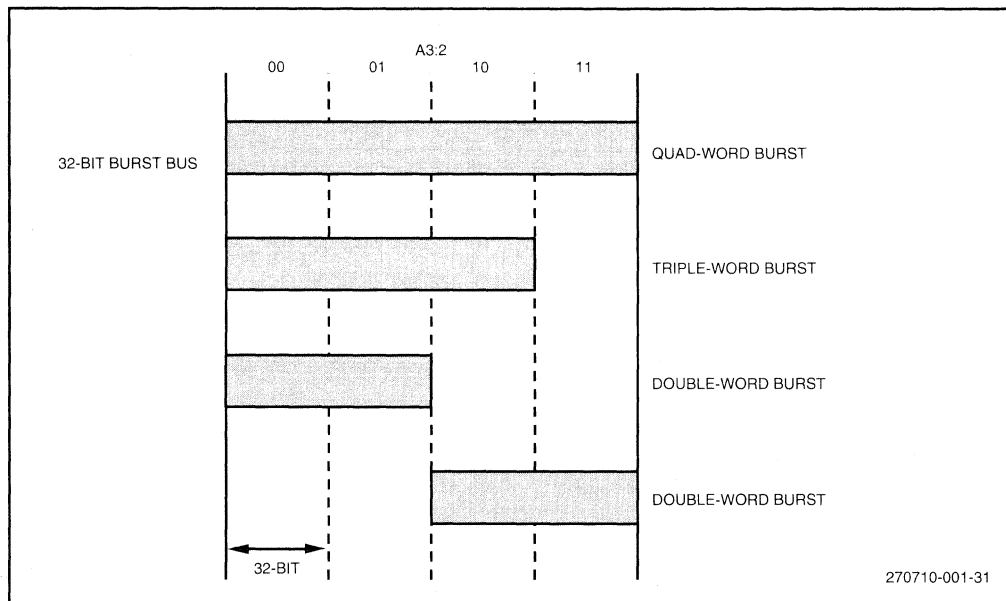 A3:2
00 01 10 11
32-BIT BURST BUS
QUAD-WORD BURST
TRIPLE-WORD BURST
DOUBLE-WORD BURST
DOUBLE-WORD BURST
32-BIT
270710-001-31